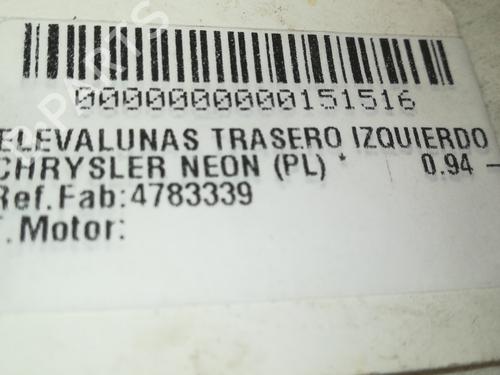 0000000000151516
ELEVALUNAS TRASERO IZQUIERDO
CHRYSLER NEON (PL) * 0.94 -
Ref.Fab:4783339
T.Motor: